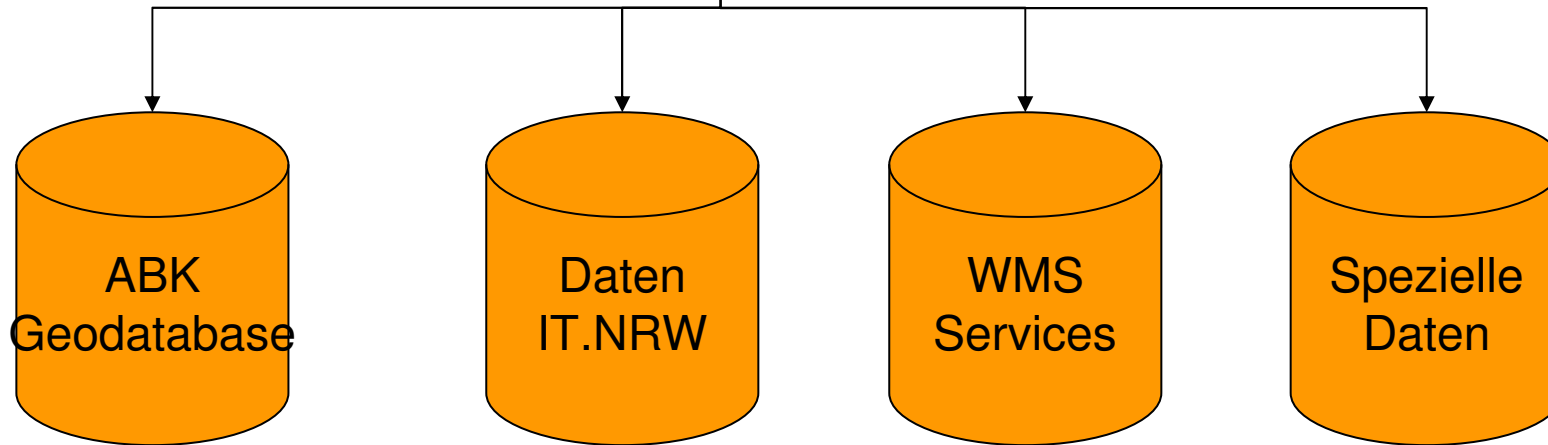 ABK
Geodatabase
Daten
IT.NRW
WMS
Services
Spezielle
Daten